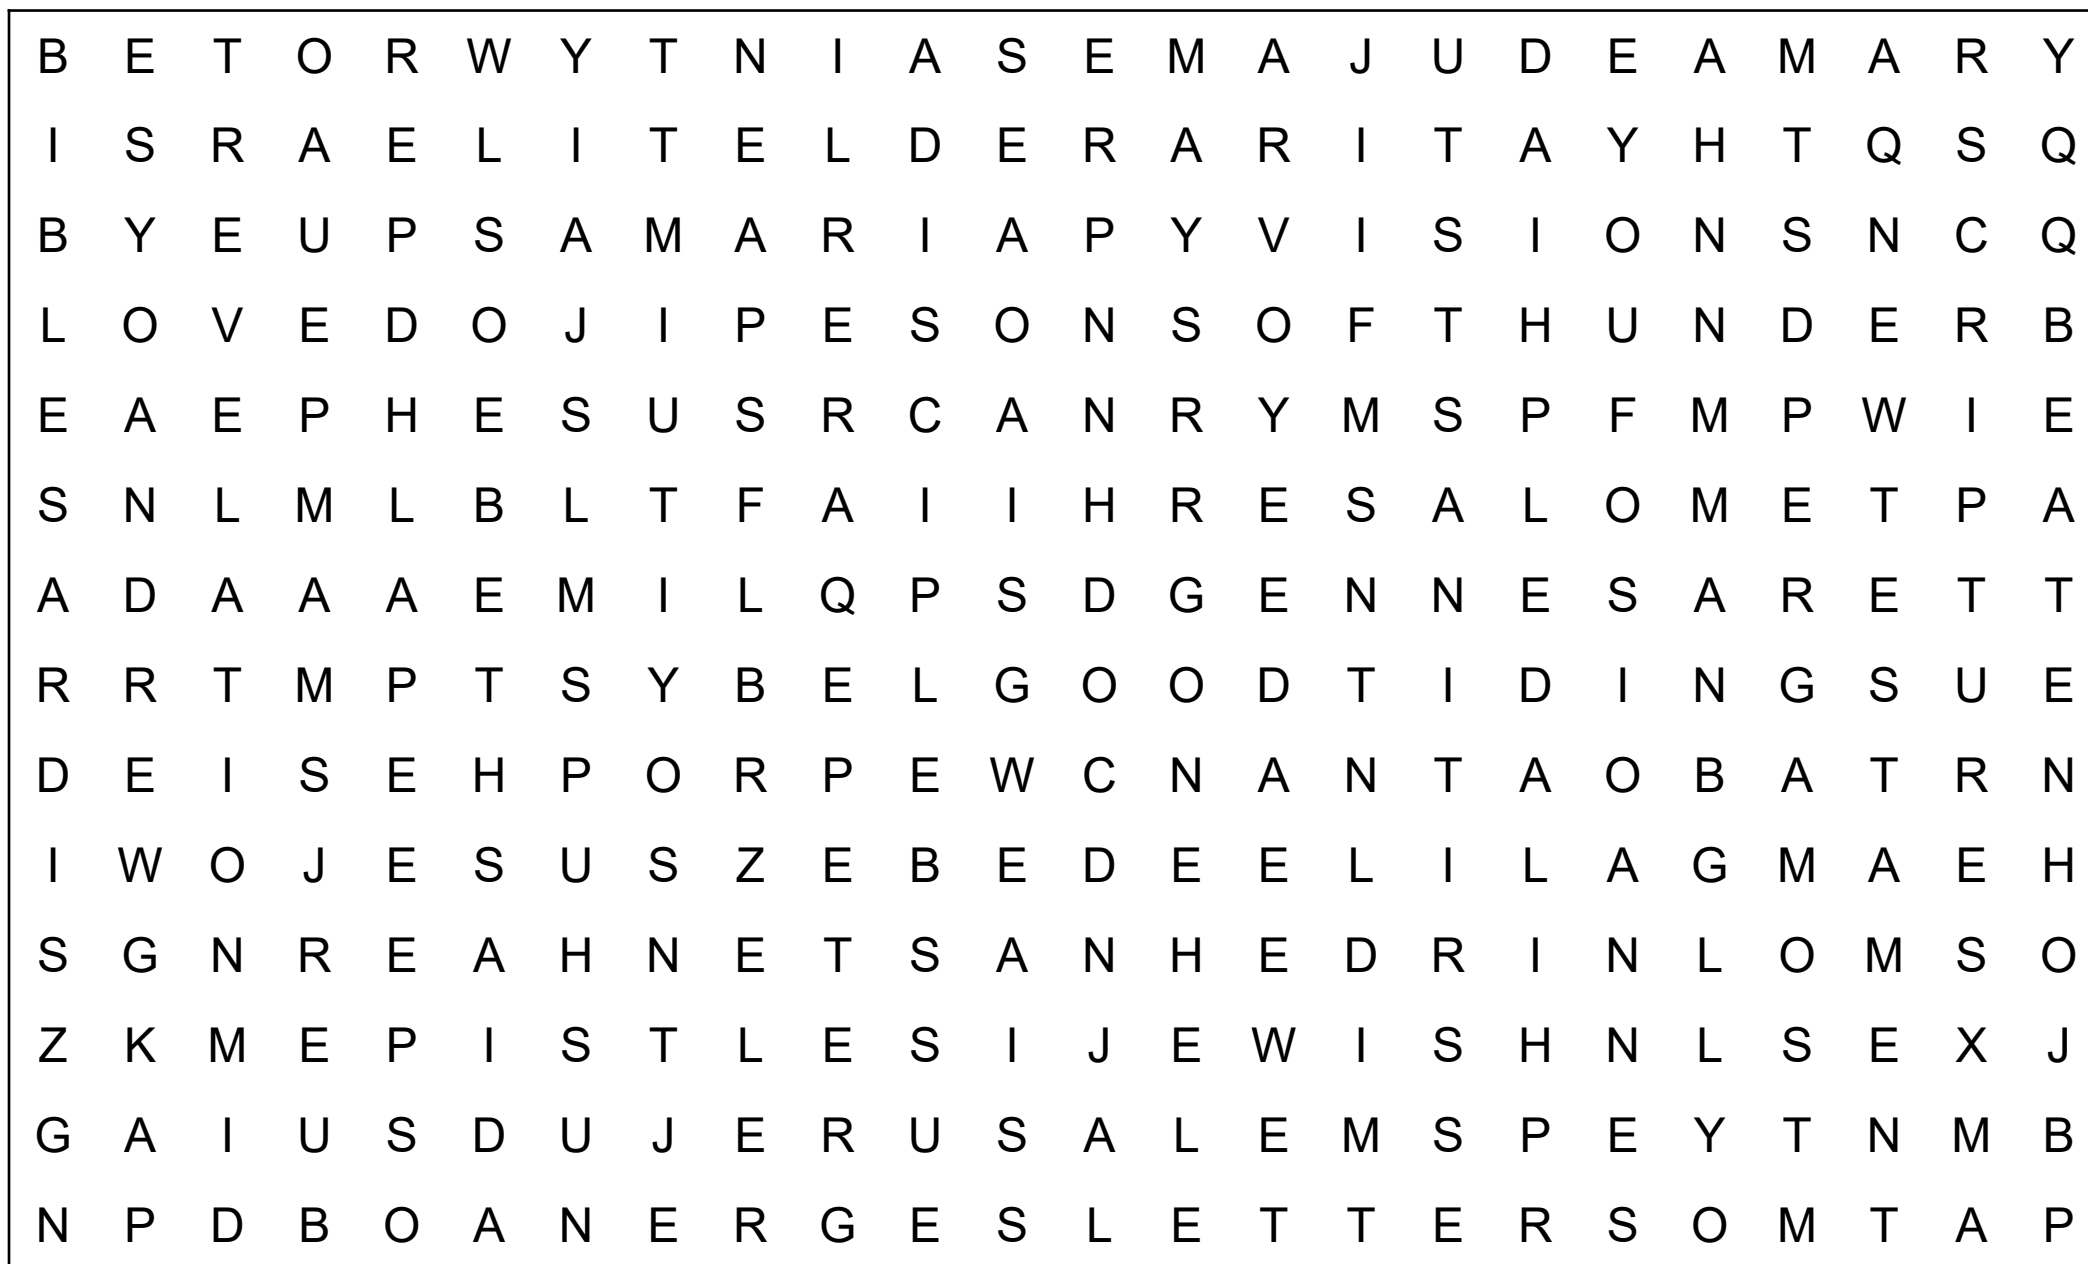 B E T O R W Y T N I A S E M A J U D E A M A R Y
I S R A E L I T E L D E R A R I T A Y H T Q S Q
B Y E U P S A M A R I A P Y V I S I O N S N C Q
L O V E D O J I P E S O N S O F T H U N D E R B
E A E P H E S U S R C A N R Y M S P F M P W I E
S N L M L B L T F A I I H R E S A L O M E T P A
A D A A A E M I L Q P S D G E N N E S A R E T T
R R T M P T S Y B E L G O O D T I D I N G S U E
D E I S E H P O R P E W C N A N T A O B A T R N
I W O J E S U S Z E B E D E E L I L A G M A E H
S G N R E A H N E T S A N H E D R I N L O M S O
Z K M E P I S T L E S I J E W I S H N L S E X J
G A I U S D U J E R U S A L E M S P E Y T N M B
N P D B O A N E R G E S L E T T E R S O M T A P